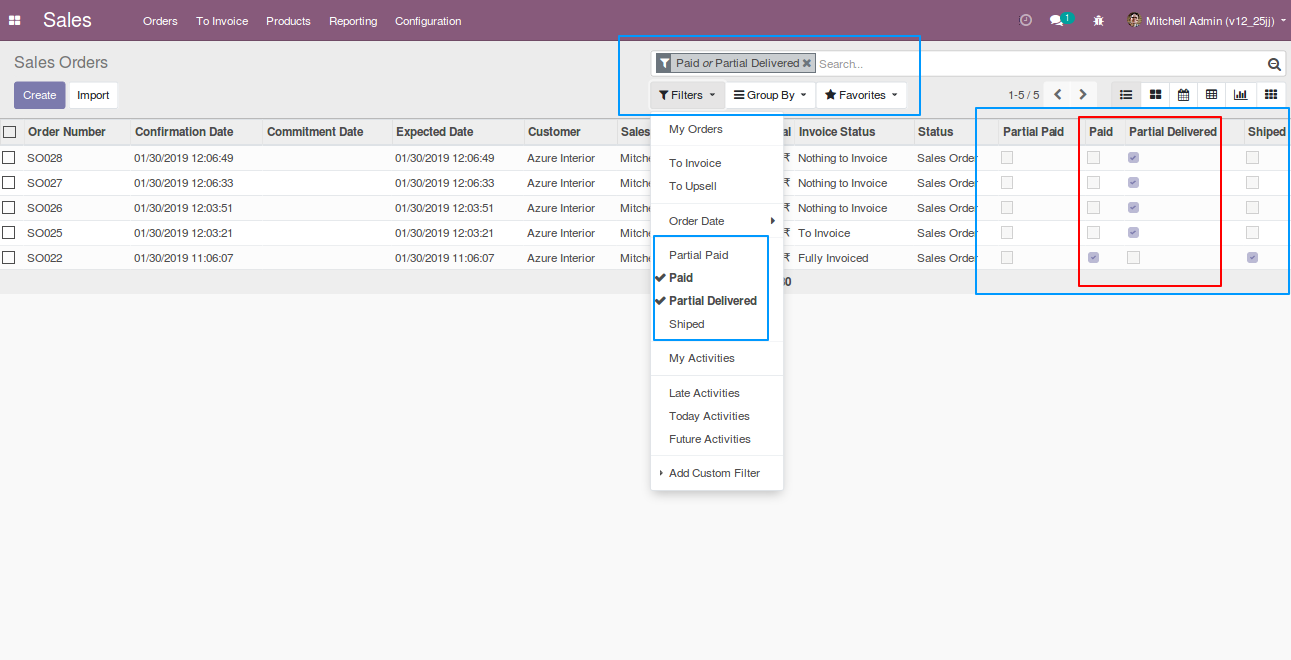 Sales Orders To Invoice Products Reporting Configuration 1 Mitchell Admin (v12_25jj)
Sales Orders
Paid or Partial Delivered Search...
Create Import Filters Group By Favorites 1-5 / 5
Order Number Confirmation Date Commitment Date Expected Date Customer Sales al Invoice Status Status Partial Paid Paid Partial Delivered Shiped
SO028 01/30/2019 12:06:49 01/30/2019 12:06:49 Azure Interior Mitche ₹ Nothing to Invoice Sales Order
SO027 01/30/2019 12:06:33 01/30/2019 12:06:33 Azure Interior Mitche ₹ Nothing to Invoice Sales Order
SO026 01/30/2019 12:03:51 01/30/2019 12:03:51 Azure Interior Mitche ₹ Nothing to Invoice Sales Order
SO025 01/30/2019 12:03:21 01/30/2019 12:03:21 Azure Interior Mitche ₹ To Invoice Sales Order
SO022 01/30/2019 11:06:07 01/30/2019 11:06:07 Azure Interior Mitche ₹ Fully Invoiced Sales Order
My Orders
To Invoice
To Upsell
Order Date
Partial Paid
Paid
Partial Delivered
Shiped
My Activities
Late Activities
Today Activities
Future Activities
Add Custom Filter